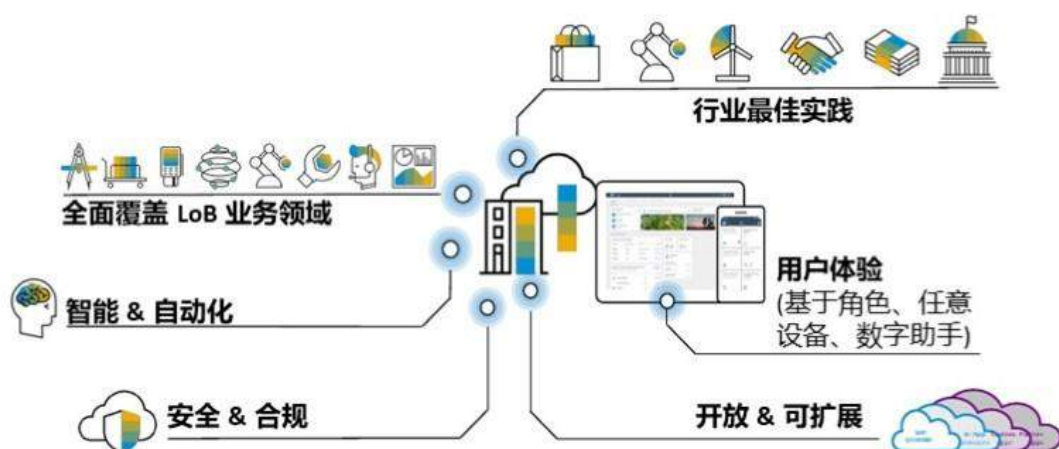 行业最佳实践
全面覆盖 LoB 业务领域
用户体验
(基于角色、任意
设备、数字助手)
智能 & 自动化
安全 & 合规
开放 & 可扩展